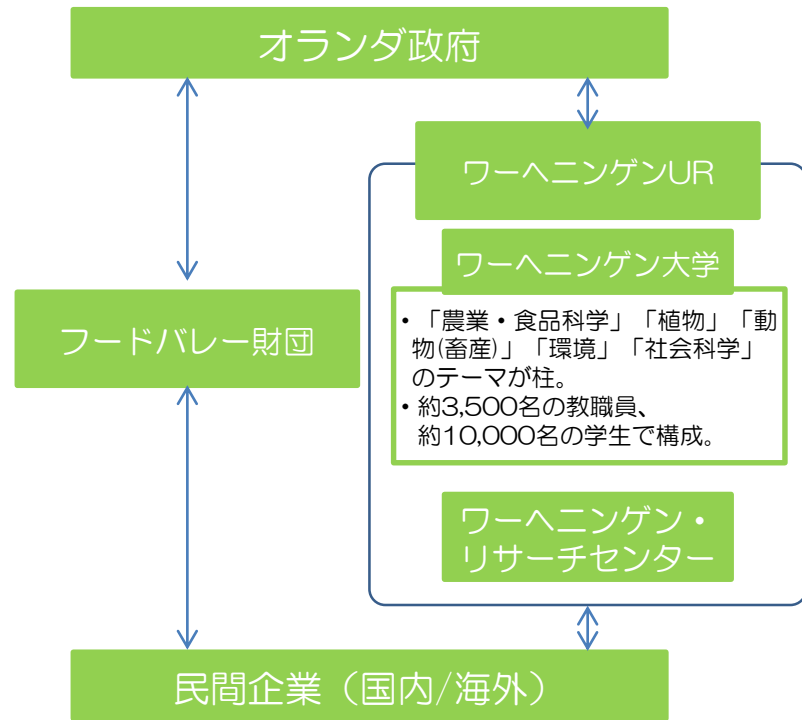 オランダ政府
ワーへニンゲンUR
ワーへニンゲン大学
フードバレー財団
・「農業・食品科学」「植物」「動
物(畜産)」「環境」「社会科学」
のテーマが柱。
・約3,500名の教職員、
約10,000名の学生で構成。
ワーへニンゲン・
リサーチセンター
民間企業（国内/海外）